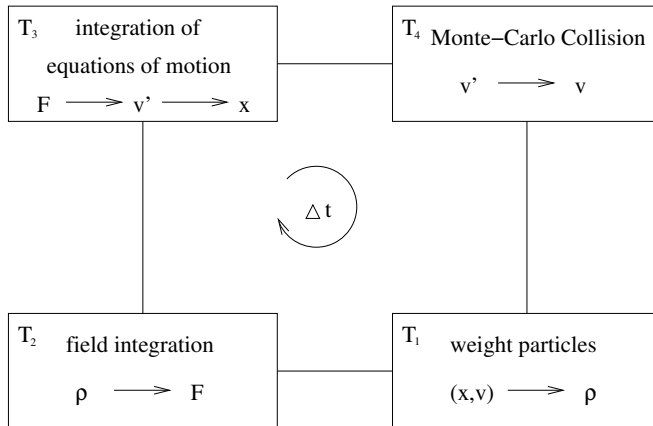 T₃ integration of
equations of motion
F ⟶ v’ ⟶ x
T₄ Monte−Carlo Collision
v’ ⟶ v
△ t
T₂ field integration
ρ ⟶ F
T₁ weight particles
(x,v) ⟶ ρ